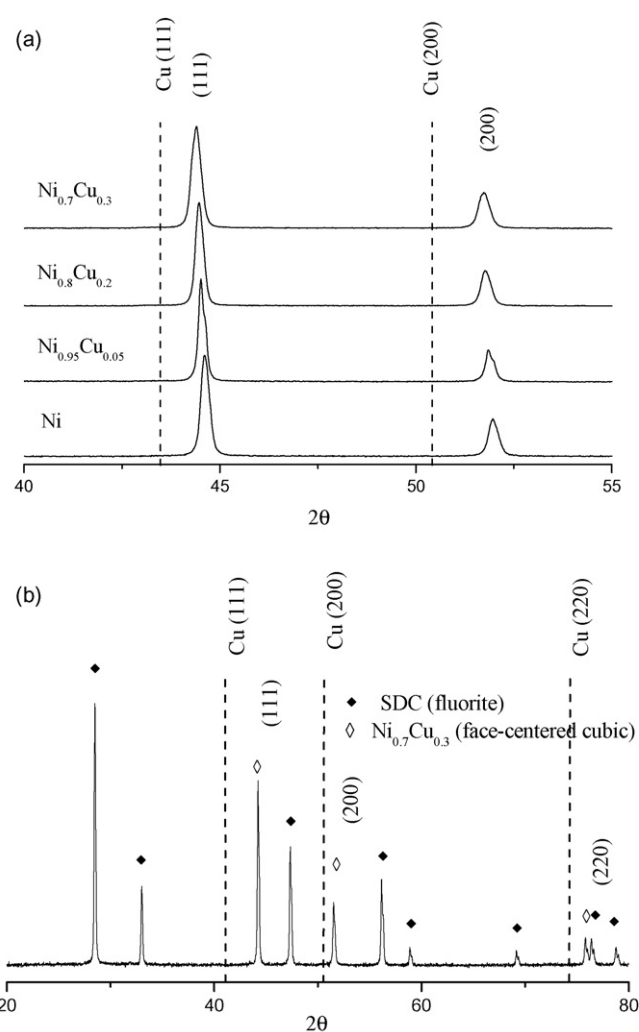 (a)
Cu (111)
(111)
Cu (200)
(200)
Ni0.7Cu0.3
Ni0.8Cu0.2
Ni0.95Cu0.05
Ni
40 45 50 55
2θ
(b)
Cu (111)
(111)
Cu (200)
(200)
Cu (220)
(220)
SDC (fluorite)
Ni0.7Cu0.3 (face-centered cubic)
20 40 60 80
2θ